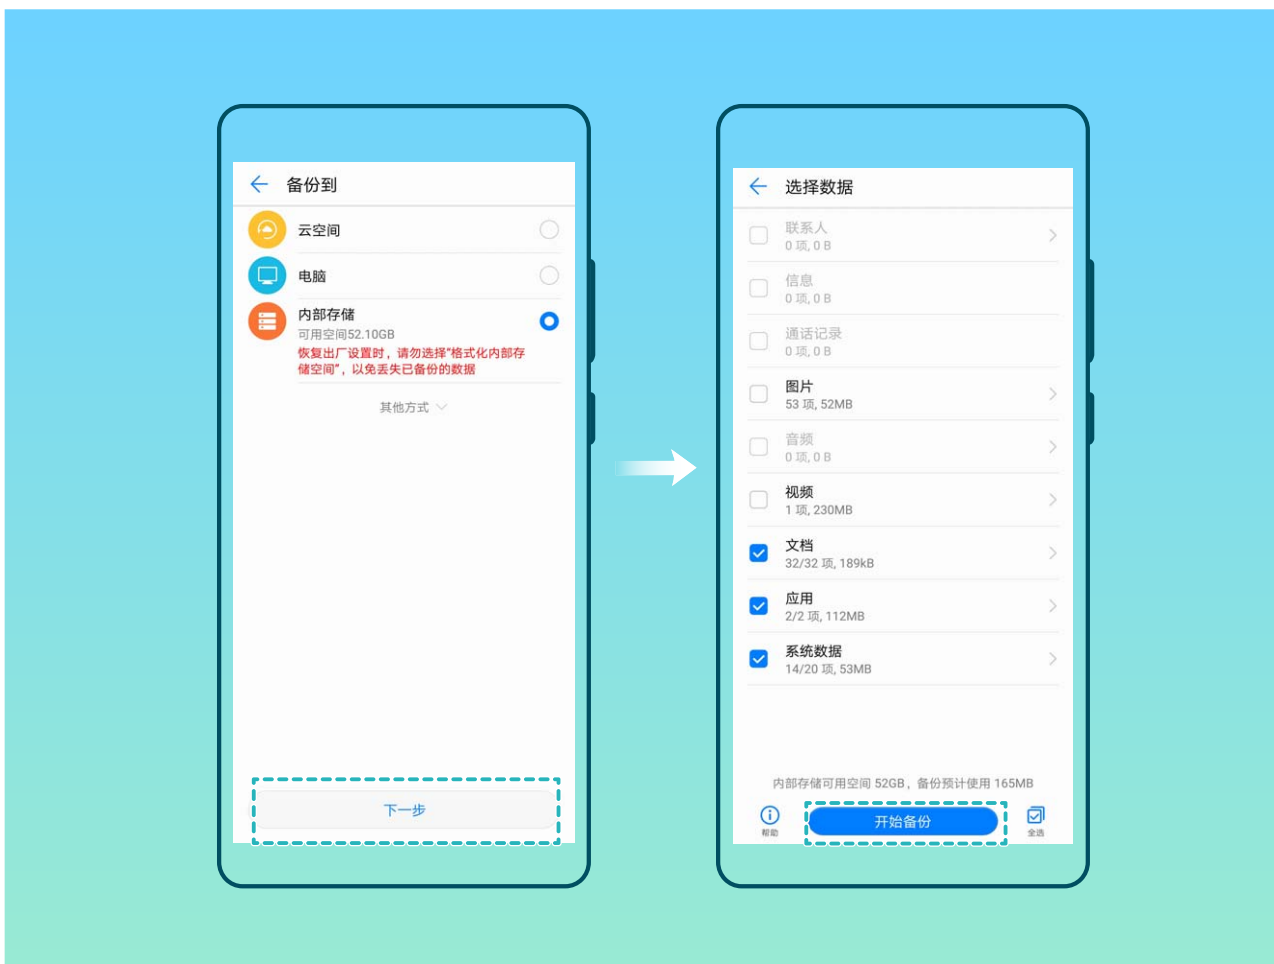 备份到
云空间
电脑
内部存储
可用空间52.10GB
恢复出厂设置时，请勿选择“格式化内部存
储空间”，以免丢失已备份的数据
其他方式
下一步
选择数据
联系人
0 项, 0 B
信息
0 项, 0 B
通话记录
0 项, 0 B
图片
53 项, 52MB
音频
0 项, 0 B
视频
1 项, 230MB
文档
32/32 项, 189kB
应用
2/2 项, 112MB
系统数据
14/20 项, 53MB
内部存储可用空间 52GB，备份预计使用 165MB
帮助
开始备份
全选